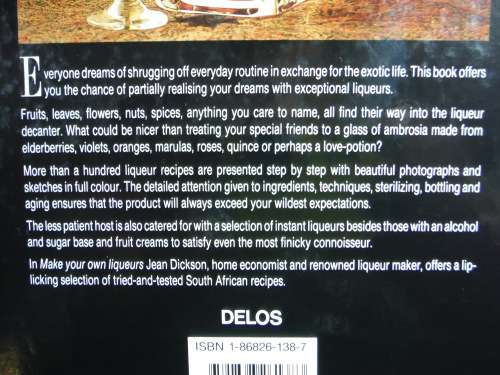 Everyone dreams of shrugging off everyday routine in exchange for the exotic life. This book offers
you the chance of partially realising your dreams with exceptional liqueurs.
Fruits, leaves, flowers, nuts, spices, anything you care to name, all find their way into the liqueur
decanter. What could be nicer than treating your special friends to a glass of ambrosia made from
elderberries, violets, oranges, marulas, roses, quince or perhaps a love-potion?
More than a hundred liqueur recipes are presented step by step with beautiful photographs and
sketches in full colour. The detailed attention given to ingredients, techniques, sterilizing, bottling and
aging ensures that the product will always exceed your wildest expectations.
The less patient host is also catered for with a selection of instant liqueurs besides those with an alcohol
and sugar base and fruit creams to satisfy even the most finicky connoisseur.
In Make your own liqueurs Jean Dickson, home economist and renowned liqueur maker, offers a lip-
licking selection of tried-and-tested South African recipes.
DELOS
ISBN 1-86826-138-7